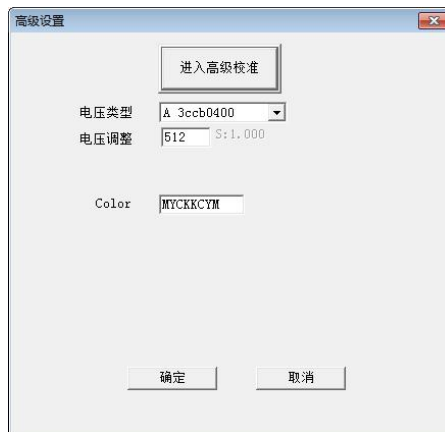 高级设置
进入高级校准
电压类型 A 3ccb0400
电压调整 512 S:1.000
Color MYCKKCYM
确定 取消